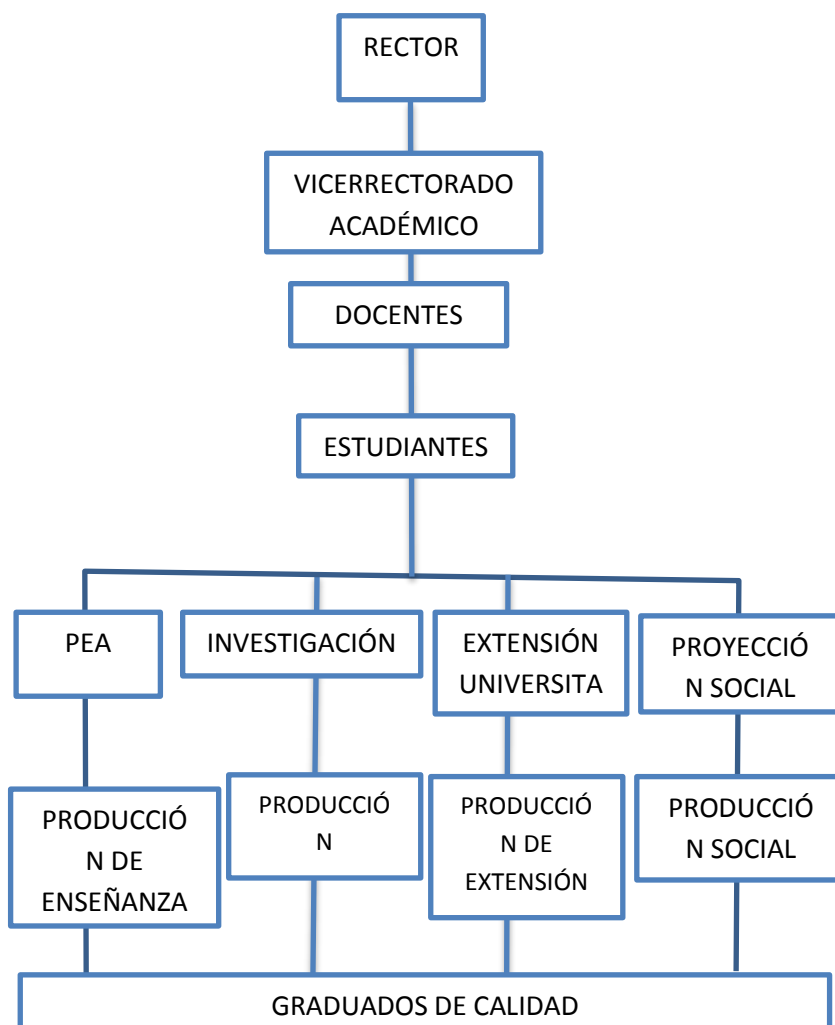 RECTOR
VICERRECTORADO
ACADÉMICO
DOCENTES
ESTUDIANTES
PEA
INVESTIGACIÓN
EXTENSIÓN
UNIVERSITA
PROYECCIÓ
N SOCIAL
PRODUCCIÓ
N DE
ENSEÑANZA
PRODUCCIÓ
N
PRODUCCIÓ
N DE
EXTENSIÓN
PRODUCCIÓ
N SOCIAL
GRADUADOS DE CALIDAD